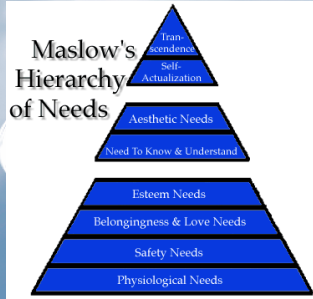 Maslow's
Hierarchy
of Needs
Tran-
scendence
Self-
Actualization
Aesthetic Needs
Need To Know & Understand
Esteem Needs
Belongingness & Love Needs
Safety Needs
Physiological Needs